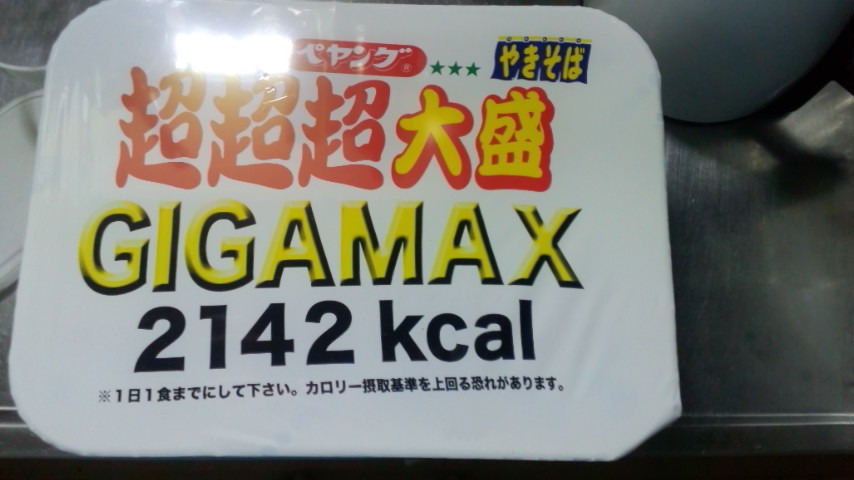 ペヤング® ★★★ やきそば
超超超大盛
GIGAMAX
2142 kcal
※1日1食までにして下さい。カロリー摂取基準を上回る恐れがあります。